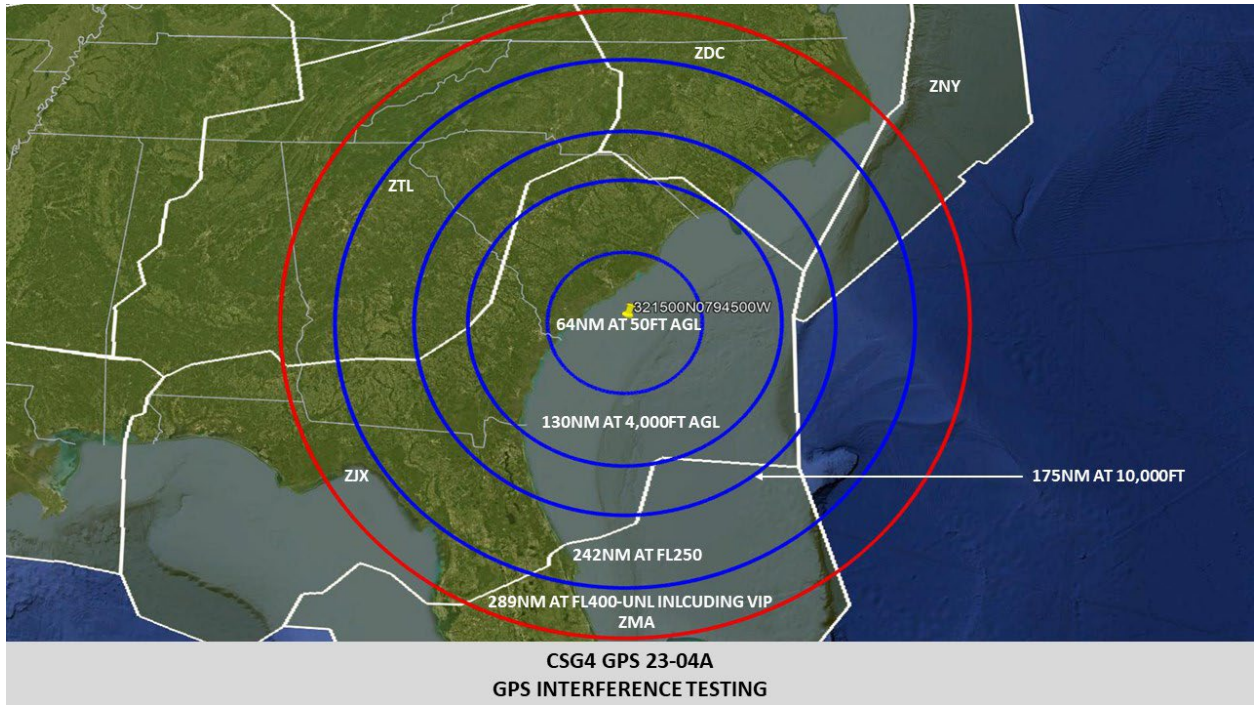 ZDC
ZNY
ZTL
321500N0794500W
64NM AT 50FT AGL
130NM AT 4,000FT AGL
ZJX
175NM AT 10,000FT
242NM AT FL250
289NM AT FL400-UNL INLCUDING VIP
ZMA
CSG4 GPS 23-04A
GPS INTERFERENCE TESTING